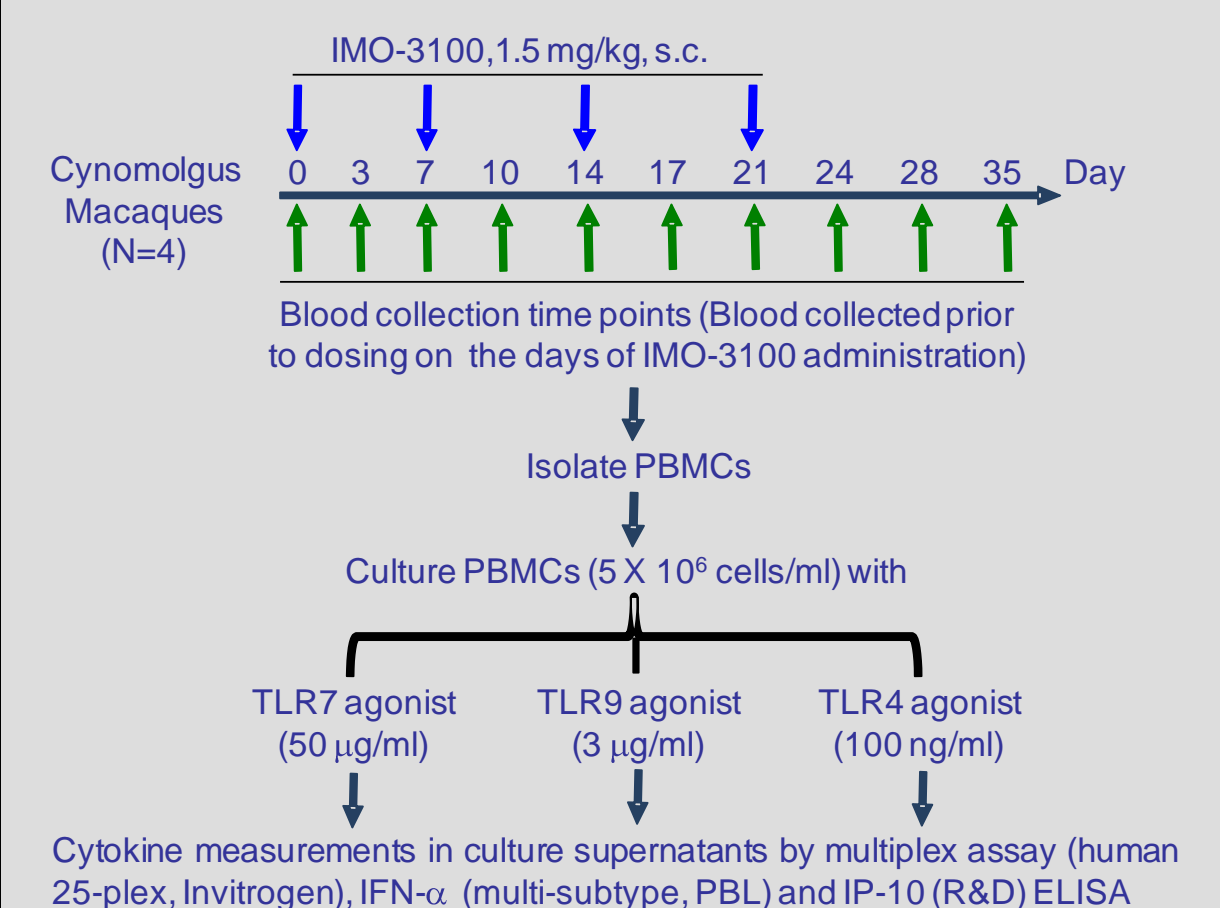 IMO-3100,1.5 mg/kg, s.c.
Cynomolgus
Macaques
(N=4)
0 3 7 10 14 17 21 24 28 35 Day
Blood collection time points (Blood collected prior
to dosing on the days of IMO-3100 administration)
Isolate PBMCs
Culture PBMCs (5 X 10⁶ cells/ml) with
TLR7 agonist
(50 μg/ml)
TLR9 agonist
(3 μg/ml)
TLR4 agonist
(100 ng/ml)
Cytokine measurements in culture supernatants by multiplex assay (human
25-plex, Invitrogen), IFN-α (multi-subtype, PBL) and IP-10 (R&D) ELISA